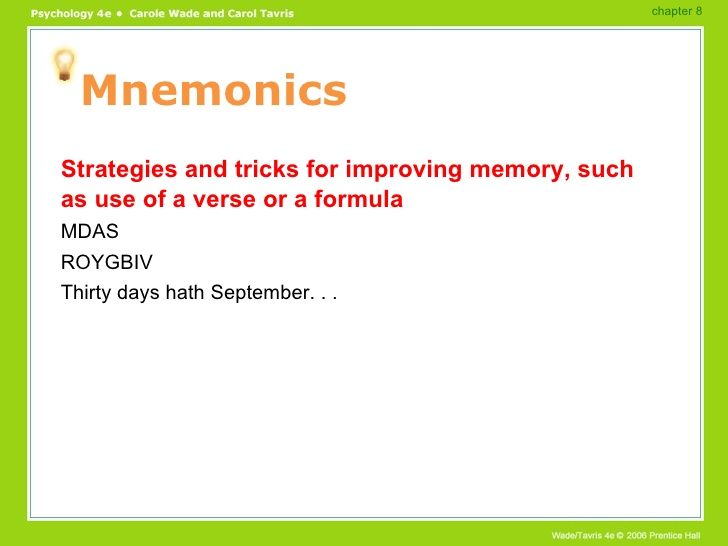 Psychology 4e ● Carole Wade and Carol Tavris
chapter 8
Mnemonics
Strategies and tricks for improving memory, such
as use of a verse or a formula
MDAS
ROYGBIV
Thirty days hath September. . .
Wade/Tavris 4e © 2006 Prentice Hall